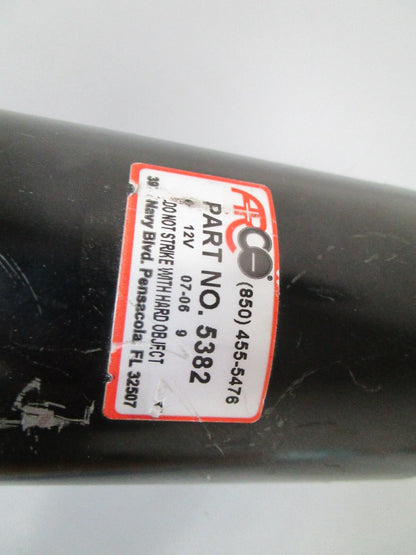 ARCO
(850) 455-5476
PART NO. 5382
12V 07-06 9
DO NOT STRIKE WITH HARD OBJECT
Navy Blvd. Pensacola, FL 32507